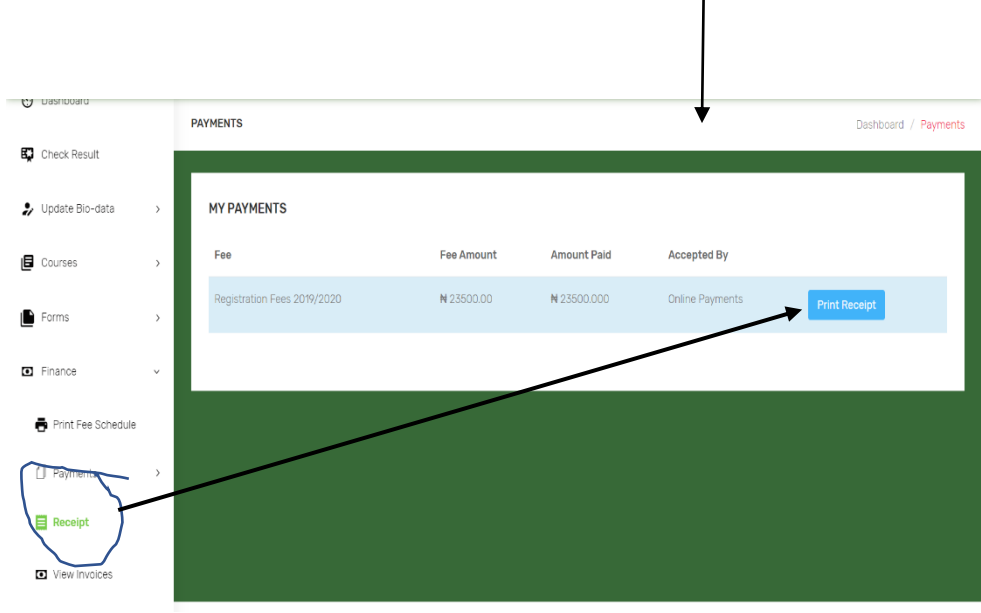 Dashboard
PAYMENTS
Dashboard / Payments
Check Result
Update Bio-data
MY PAYMENTS
Courses
Fee Fee Amount Amount Paid Accepted By
Registration Fees 2019/2020 ₦ 23500.00 ₦ 23500.000 Online Payments Print Receipt
Forms
Finance
Print Fee Schedule
Payments
Receipt
View Invoices